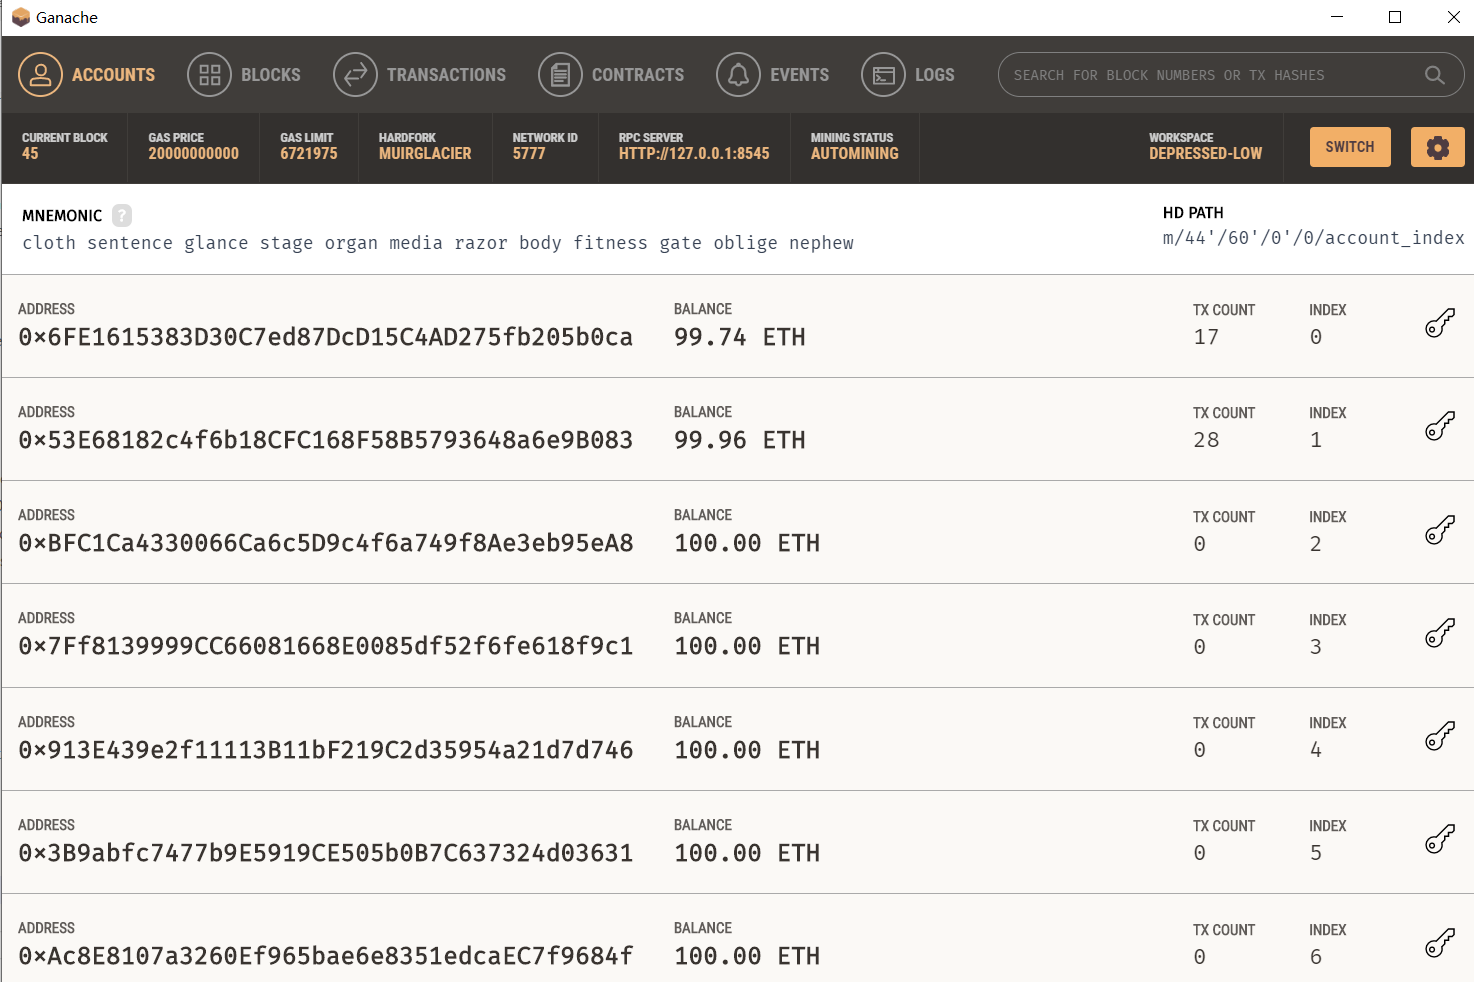 Ganache
ACCOUNTS BLOCKS TRANSACTIONS CONTRACTS EVENTS LOGS SEARCH FOR BLOCK NUMBERS OR TX HASHES
CURRENT BLOCK GAS PRICE GAS LIMIT HARDFORK NETWORK ID RPC SERVER MINING STATUS WORKSPACE
45 20000000000 6721975 MUIRGLACIER 5777 HTTP://127.0.0.1:8545 AUTOMINING DEPRESSED-LOW SWITCH
MNEMONIC ? HD PATH
cloth sentence glance stage organ media razor body fitness gate oblige nephew m/44'/60'/0'/0/account_index
ADDRESS BALANCE TX COUNT INDEX
0×6FE1615383D30C7ed87DcD15C4AD275fb205b0ca 99.74 ETH 17 0
ADDRESS BALANCE TX COUNT INDEX
0×53E68182c4f6b18CFC168F58B5793648a6e9B083 99.96 ETH 28 1
ADDRESS BALANCE TX COUNT INDEX
0×BFC1Ca4330066Ca6c5D9c4f6a749f8Ae3eb95eA8 100.00 ETH 0 2
ADDRESS BALANCE TX COUNT INDEX
0×7Ff8139999CC66081668E0085df52f6fe618f9c1 100.00 ETH 0 3
ADDRESS BALANCE TX COUNT INDEX
0×913E439e2f11113B11bF219C2d35954a21d7d746 100.00 ETH 0 4
ADDRESS BALANCE TX COUNT INDEX
0×3B9abfc7477b9E5919CE505b0B7C637324d03631 100.00 ETH 0 5
ADDRESS BALANCE TX COUNT INDEX
0×Ac8E8107a3260Ef965bae6e8351edcaEC7f9684f 100.00 ETH 0 6